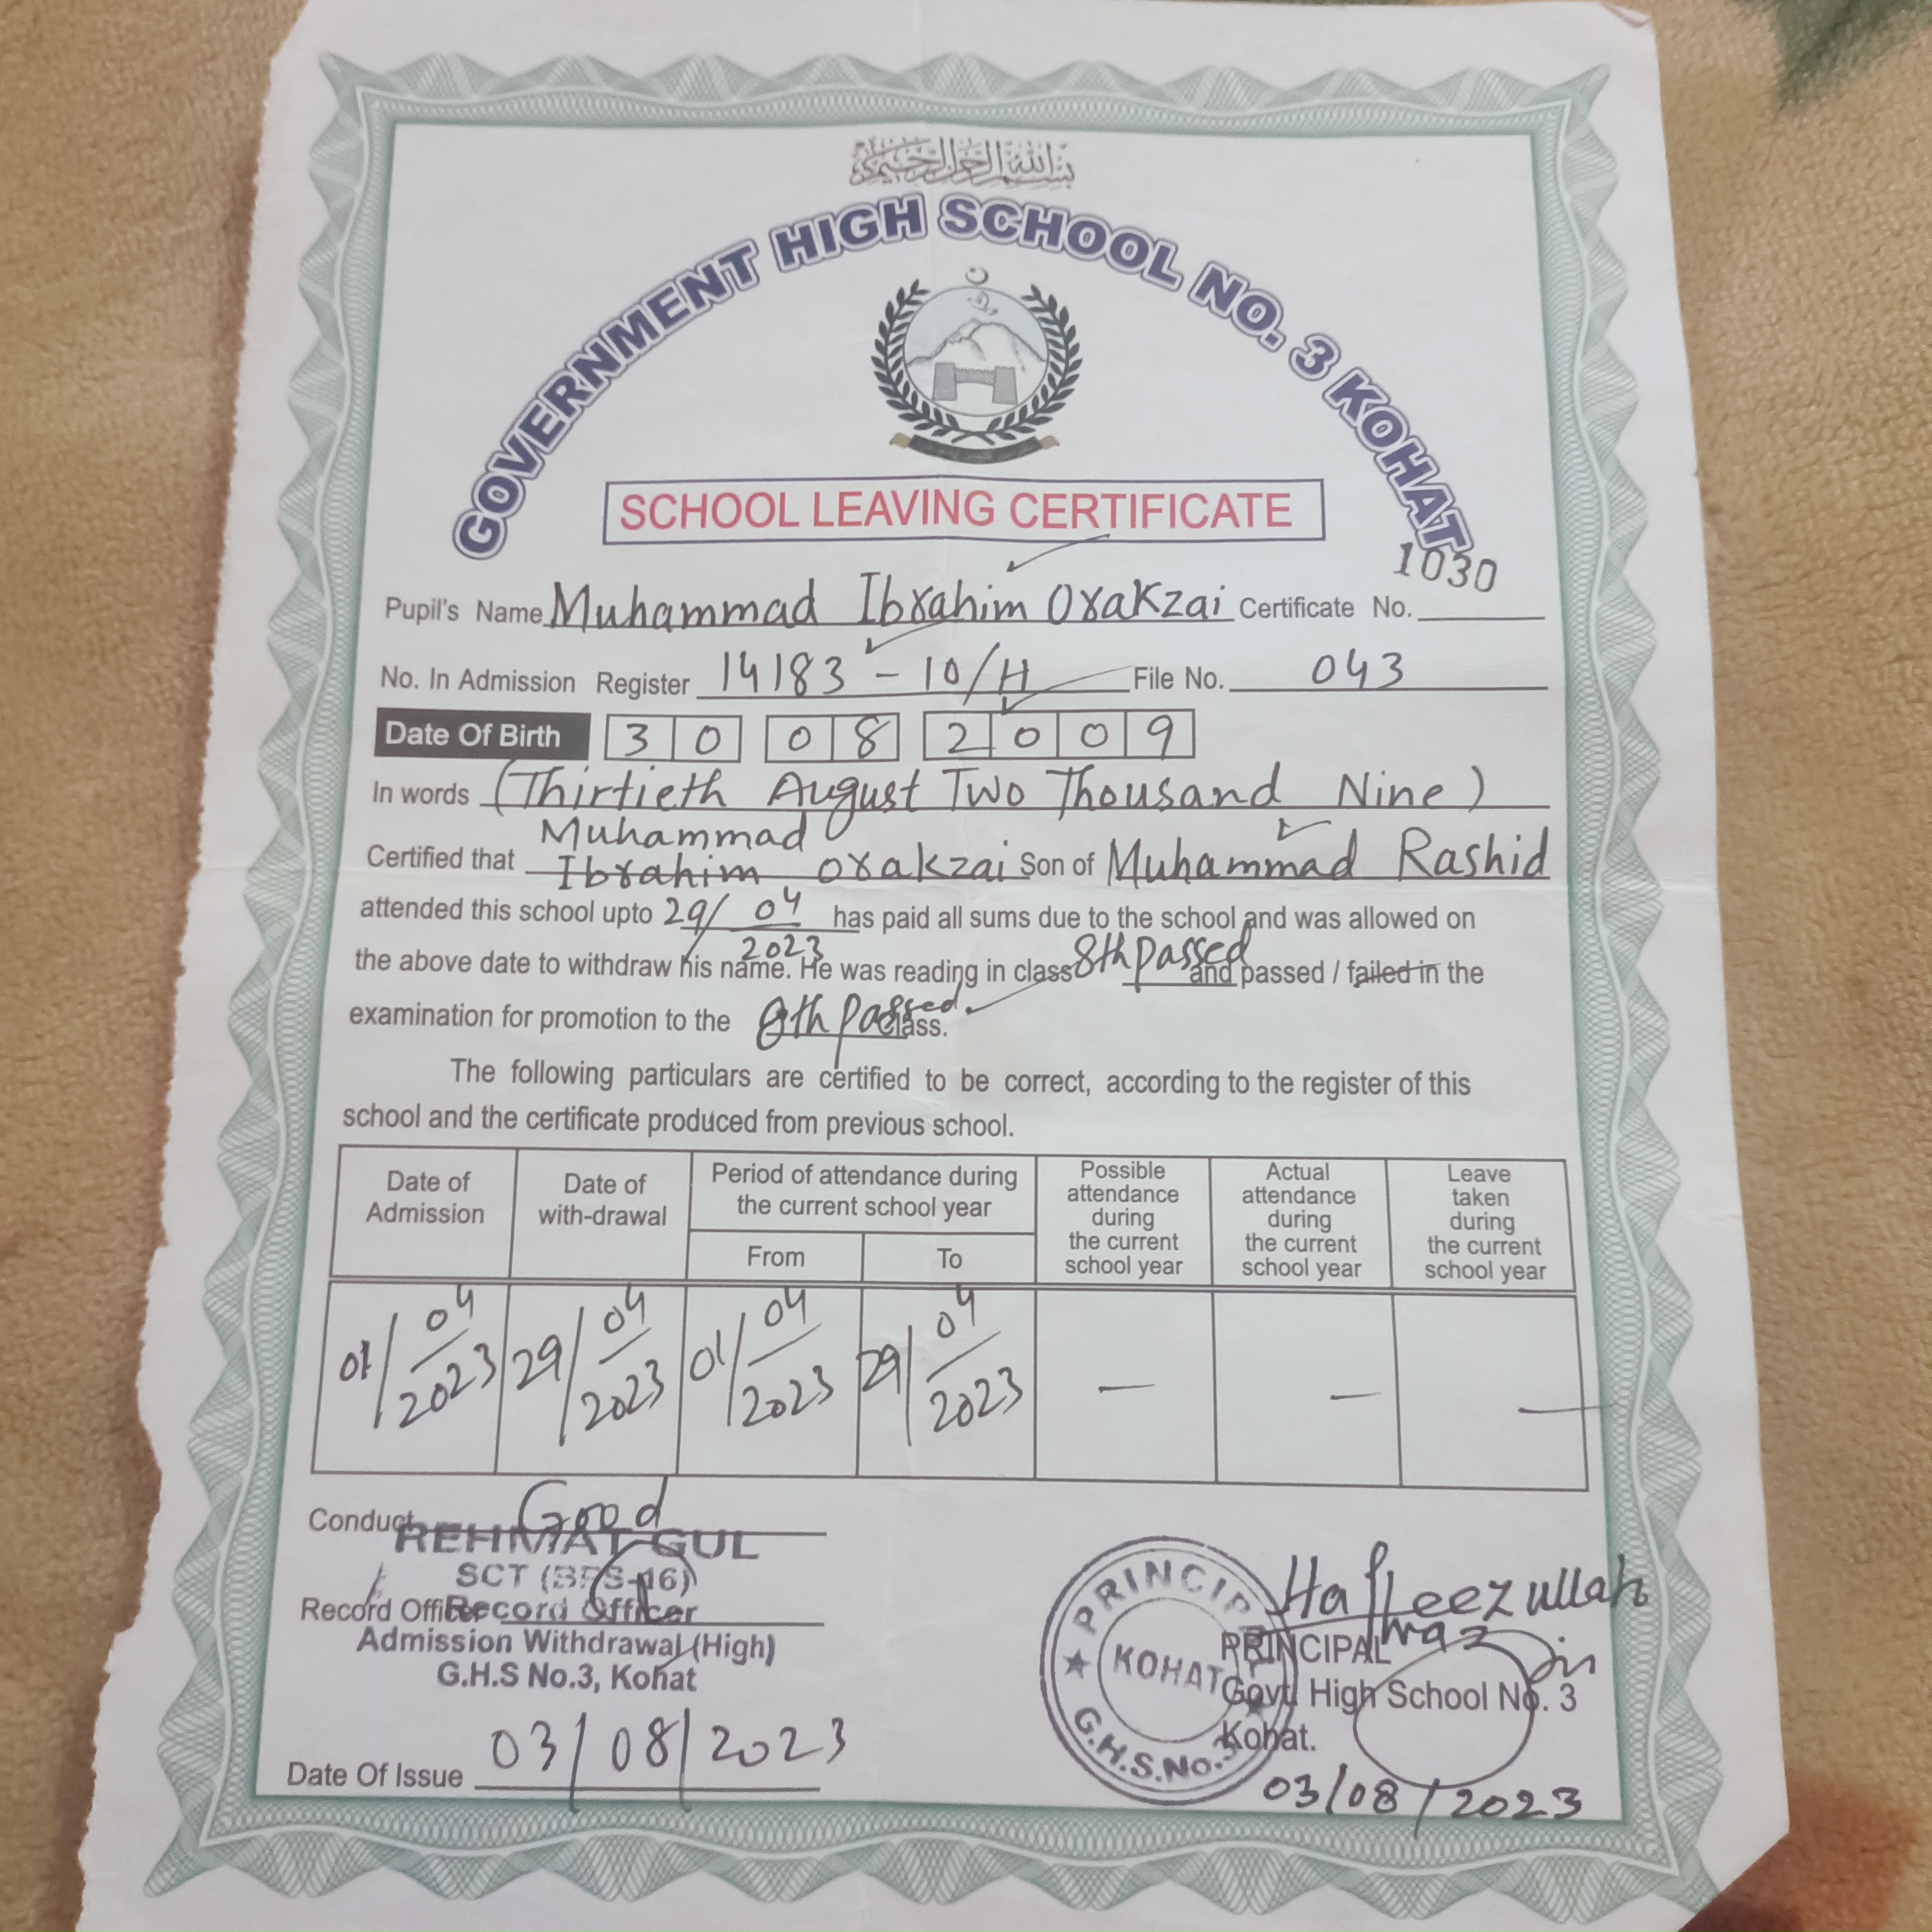 بسم الله الرحمن الرحيم
GOVERNMENT HIGH SCHOOL NO. 3 KOHAT
SCHOOL LEAVING CERTIFICATE
1030
Pupil's Name Muhammad Ibrahim Orakzai Certificate No.
No. In Admission Register 14183 - 10/H File No. 043
Date Of Birth 30 08 2009
In words (Thirtieth August Two Thousand Nine)
Certified that Muhammad Ibrahim orakzai Son of Muhammad Rashid
attended this school upto 29/04/2023 has paid all sums due to the school and was allowed on
the above date to withdraw his name. He was reading in class 8th passed and passed / failed in the
examination for promotion to the 8th passed. class.
The following particulars are certified to be correct, according to the register of this
school and the certificate produced from previous school.
Date of Admission
Date of with-drawal
Period of attendance during the current school year
From
To
Possible attendance during the current school year
Actual attendance during the current school year
Leave taken during the current school year
01/04/2023 29/04/2023 01/04/2023 29/04/2023 — — —
Conduct Good
REHMAT GUL
SCT (BPS-16)
Record Officer Record Officer
Admission Withdrawal (High)
G.H.S No.3, Kohat
Date Of Issue 03/08/2023
PRINCIPAL
KOHAT
G.H.S.No.3
Hafeezullah
PRINCIPAL
Govt. High School No. 3
Kohat.
03/08/2023